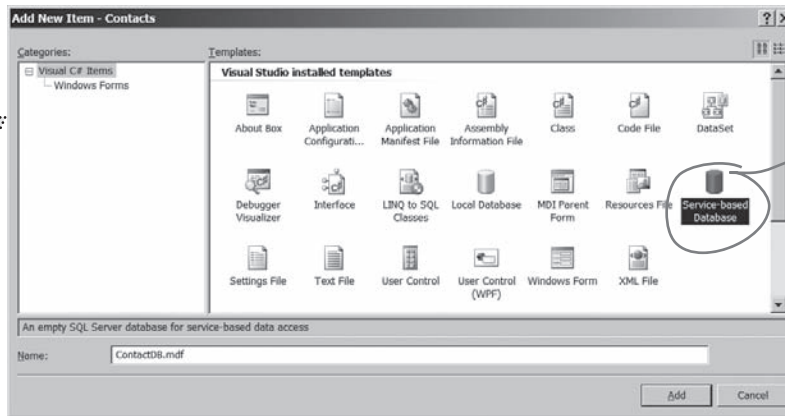 Add New Item - Contacts
Categories:
Templates:
Visual C# Items
Windows Forms
Visual Studio installed templates
About Box
Application Configurati...
Application Manifest File
Assembly Information File
Class
Code File
DataSet
Debugger Visualizer
Interface
LINQ to SQL Classes
Local Database
MDI Parent Form
Resources File
Service-based Database
Settings File
Text File
User Control
User Control (WPF)
Windows Form
XML File
An empty SQL Server database for service-based data access
Name:
ContactDB.mdf
Add
Cancel